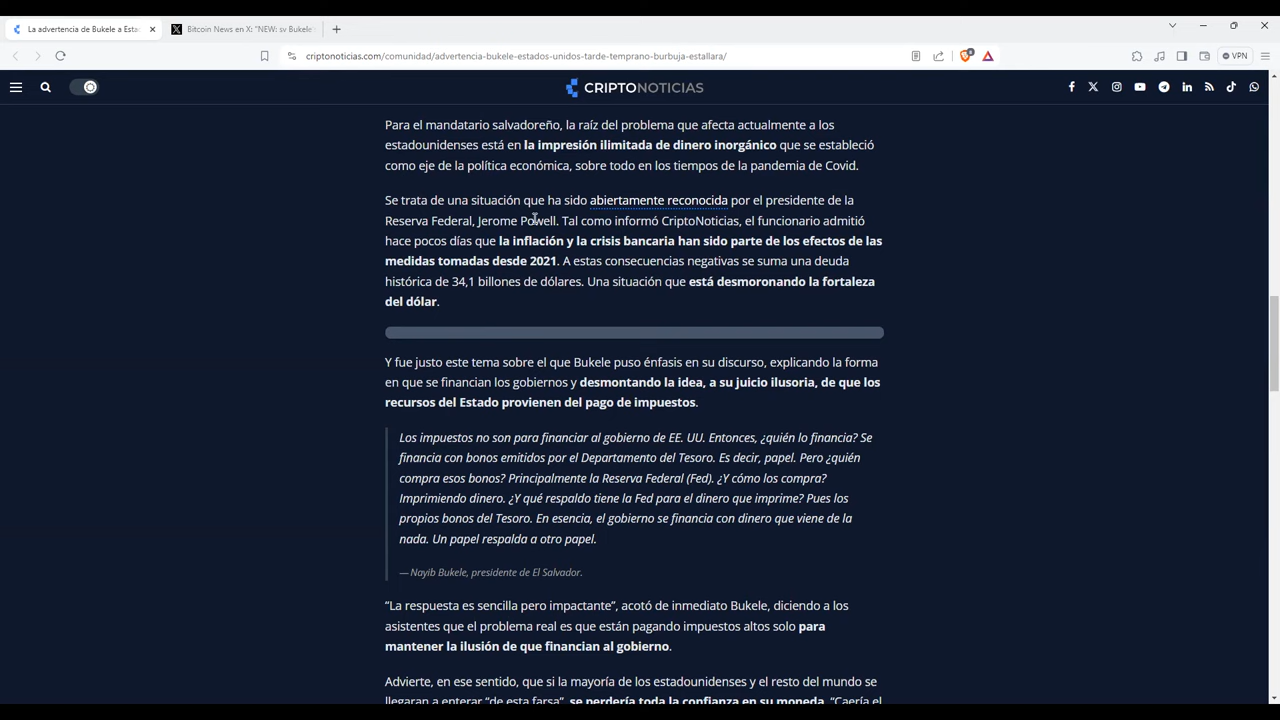 La advertencia de Bukele a Esta
Bitcoin News en X: "NEW: sv Bukele
criptonoticias.com/comunidad/advertencia-bukele-estados-unidos-tarde-temprano-burbuja-estallara/
VPN
CRIPTONOTICIAS
Para el mandatario salvadoreño, la raíz del problema que afecta actualmente a los
estadounidenses está en la impresión ilimitada de dinero inorgánico que se estableció
como eje de la política económica, sobre todo en los tiempos de la pandemia de Covid.
Se trata de una situación que ha sido abiertamente reconocida por el presidente de la
Reserva Federal, Jerome Powell. Tal como informó CriptoNoticias, el funcionario admitió
hace pocos días que la inflación y la crisis bancaria han sido parte de los efectos de las
medidas tomadas desde 2021. A estas consecuencias negativas se suma una deuda
histórica de 34,1 billones de dólares. Una situación que está desmoronando la fortaleza
del dólar.
Y fue justo este tema sobre el que Bukele puso énfasis en su discurso, explicando la forma
en que se financian los gobiernos y desmontando la idea, a su juicio ilusoria, de que los
recursos del Estado provienen del pago de impuestos.
Los impuestos no son para financiar al gobierno de EE. UU. Entonces, ¿quién lo financia? Se
financia con bonos emitidos por el Departamento del Tesoro. Es decir, papel. Pero ¿quién
compra esos bonos? Principalmente la Reserva Federal (Fed). ¿Y cómo los compra?
Imprimiendo dinero. ¿Y qué respaldo tiene la Fed para el dinero que imprime? Pues los
propios bonos del Tesoro. En esencia, el gobierno se financia con dinero que viene de la
nada. Un papel respalda a otro papel.
— Nayib Bukele, presidente de El Salvador.
“La respuesta es sencilla pero impactante”, acotó de inmediato Bukele, diciendo a los
asistentes que el problema real es que están pagando impuestos altos solo para
mantener la ilusión de que financian al gobierno.
Advierte, en ese sentido, que si la mayoría de los estadounidenses y el resto del mundo se
llegaran a enterar “de esta farsa“, se perdería toda la confianza en su moneda. “Caería el